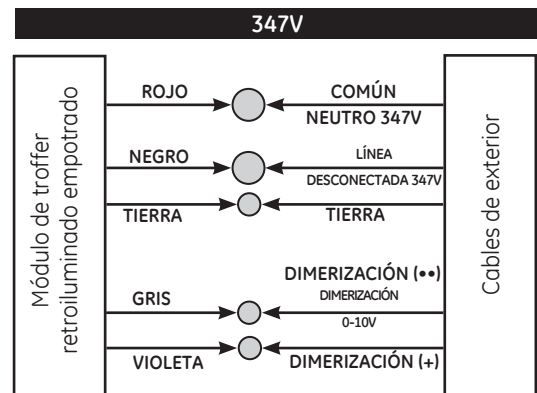 347V
Módulo de troffer
retroiluminado empotrado
ROJO
COMÚN
NEUTRO 347V
NEGRO
LÍNEA
DESCONECTADA 347V
TIERRA
TIERRA
DIMERIZACIÓN (••)
GRIS
DIMERIZACIÓN
0-10V
VIOLETA
DIMERIZACIÓN (+)
Cables de exterior